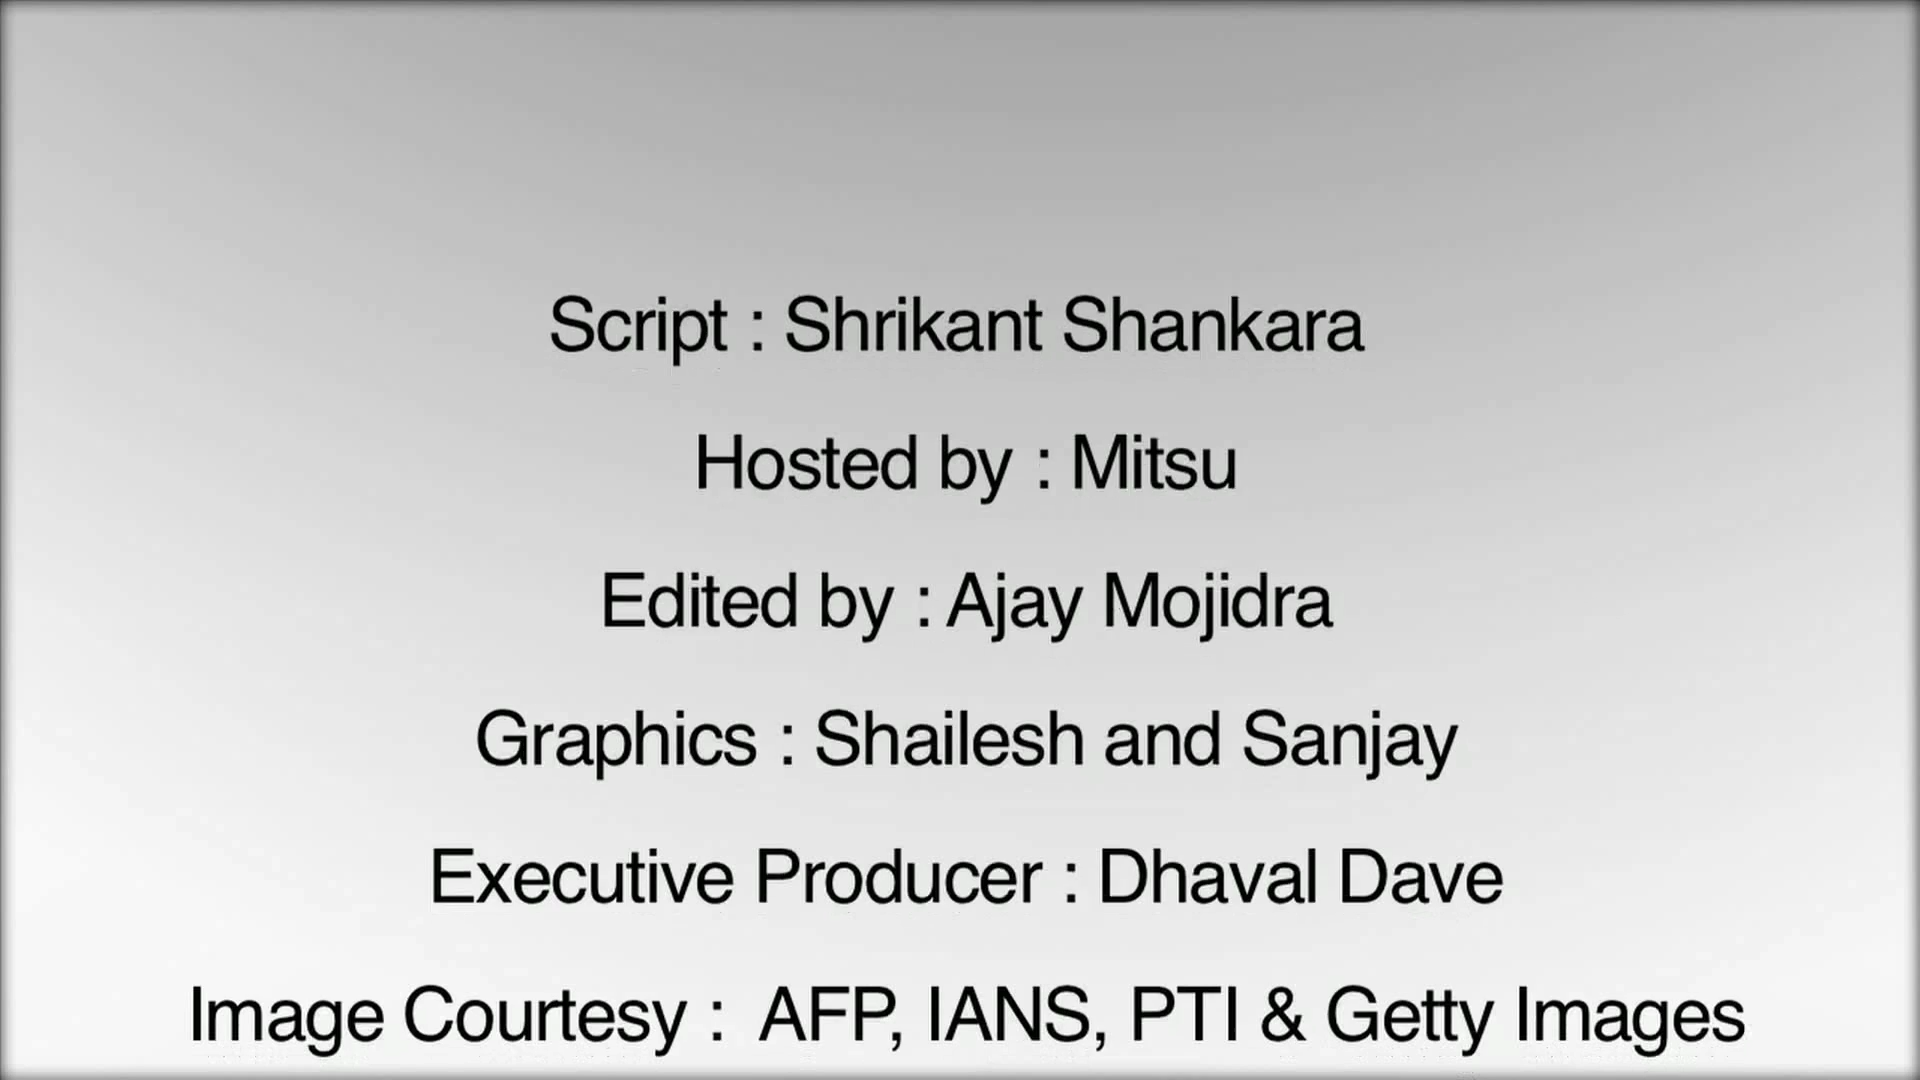 Script : Shrikant Shankara
Hosted by : Mitsu
Edited by : Ajay Mojidra
Graphics : Shailesh and Sanjay
Executive Producer : Dhaval Dave
Image Courtesy : AFP, IANS, PTI & Getty Images